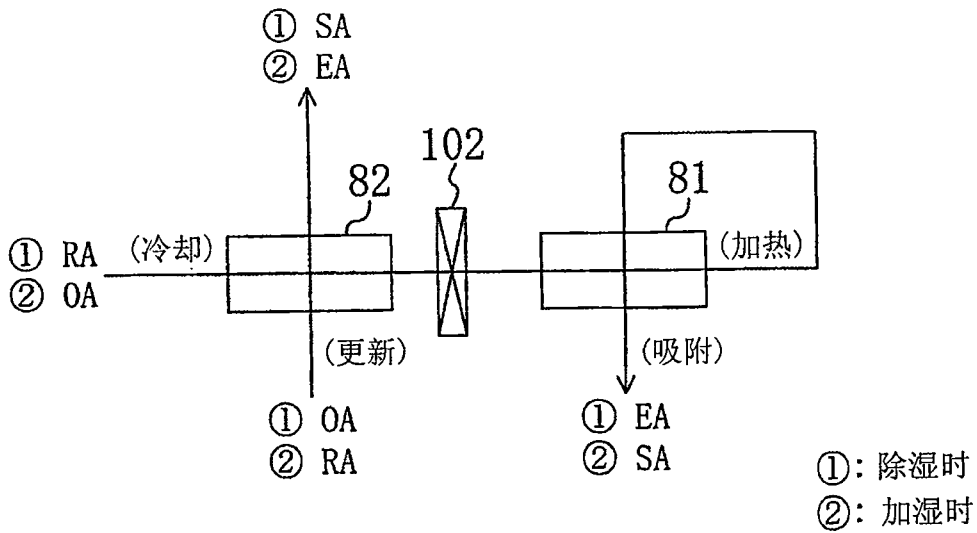 ① SA
② EA
102
82
81
① RA
② OA
(冷却)
(加热)
(更新)
(吸附)
① OA
② RA
① EA
② SA
①: 除湿时
②: 加湿时